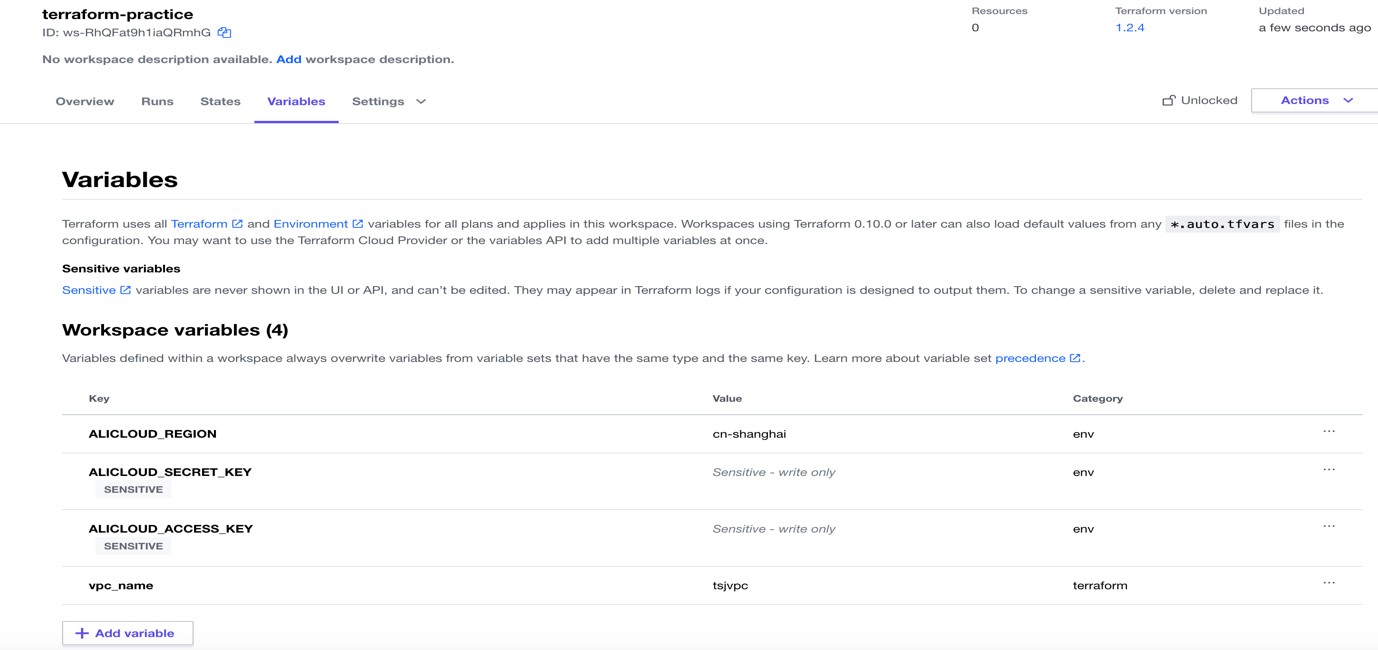 terraform-practice
Resources
Terraform version
Updated
ID: ws-RhQFat9h1iaQRmhG
0
1.2.4
a few seconds ago
No workspace description available. Add workspace description.
Overview
Runs
States
Variables
Settings
Unlocked
Actions
Variables
Terraform uses all Terraform and Environment variables for all plans and applies in this workspace. Workspaces using Terraform 0.10.0 or later can also load default values from any *.auto.tfvars files in the
configuration. You may want to use the Terraform Cloud Provider or the variables API to add multiple variables at once.
Sensitive variables
Sensitive variables are never shown in the UI or API, and can't be edited. They may appear in Terraform logs if your configuration is designed to output them. To change a sensitive variable, delete and replace it.
Workspace variables (4)
Variables defined within a workspace always overwrite variables from variable sets that have the same type and the same key. Learn more about variable set precedence.
Key
Value
Category
ALICLOUD_REGION
cn-shanghai
env
...
ALICLOUD_SECRET_KEY
Sensitive - write only
env
...
SENSITIVE
ALICLOUD_ACCESS_KEY
Sensitive - write only
env
...
SENSITIVE
vpc_name
tsjvpc
terraform
...
+ Add variable